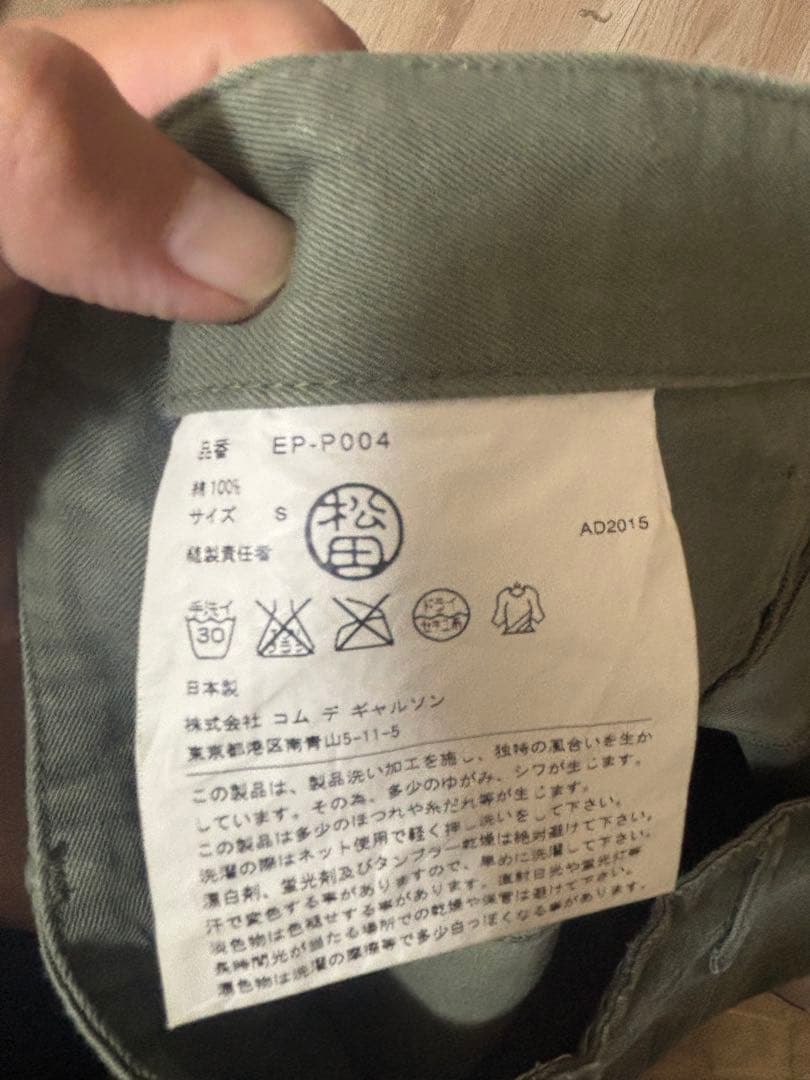 品番 EP-P004
綿100%
サイズ S
縫製責任者 松田
AD2015
手洗イ 30 エンソサラシ ドライ セキユ系
日本製
株式会社 コム デ ギャルソン
東京都港区南青山5-11-5
この製品は、製品洗い加工を施し、独特の風合いを生か
しています。その為、多少のゆがみ、シワが生じます。
この製品は多少のほつれや糸だれ等が生じます。
洗濯の際はネット使用で軽く押し洗いをして下さい。
漂白剤、蛍光剤及びタンブラー乾燥は絶対避けて下さい。
汗で変色する事がありますので、早めに洗濯して下さい。
淡色物は色褪せする事があります。直射日光や蛍光灯等
長時間光が当たる場所での乾燥や保管は避けて下さい。
濃色物は洗濯の摩擦等で多少白っぽくなる事があります。